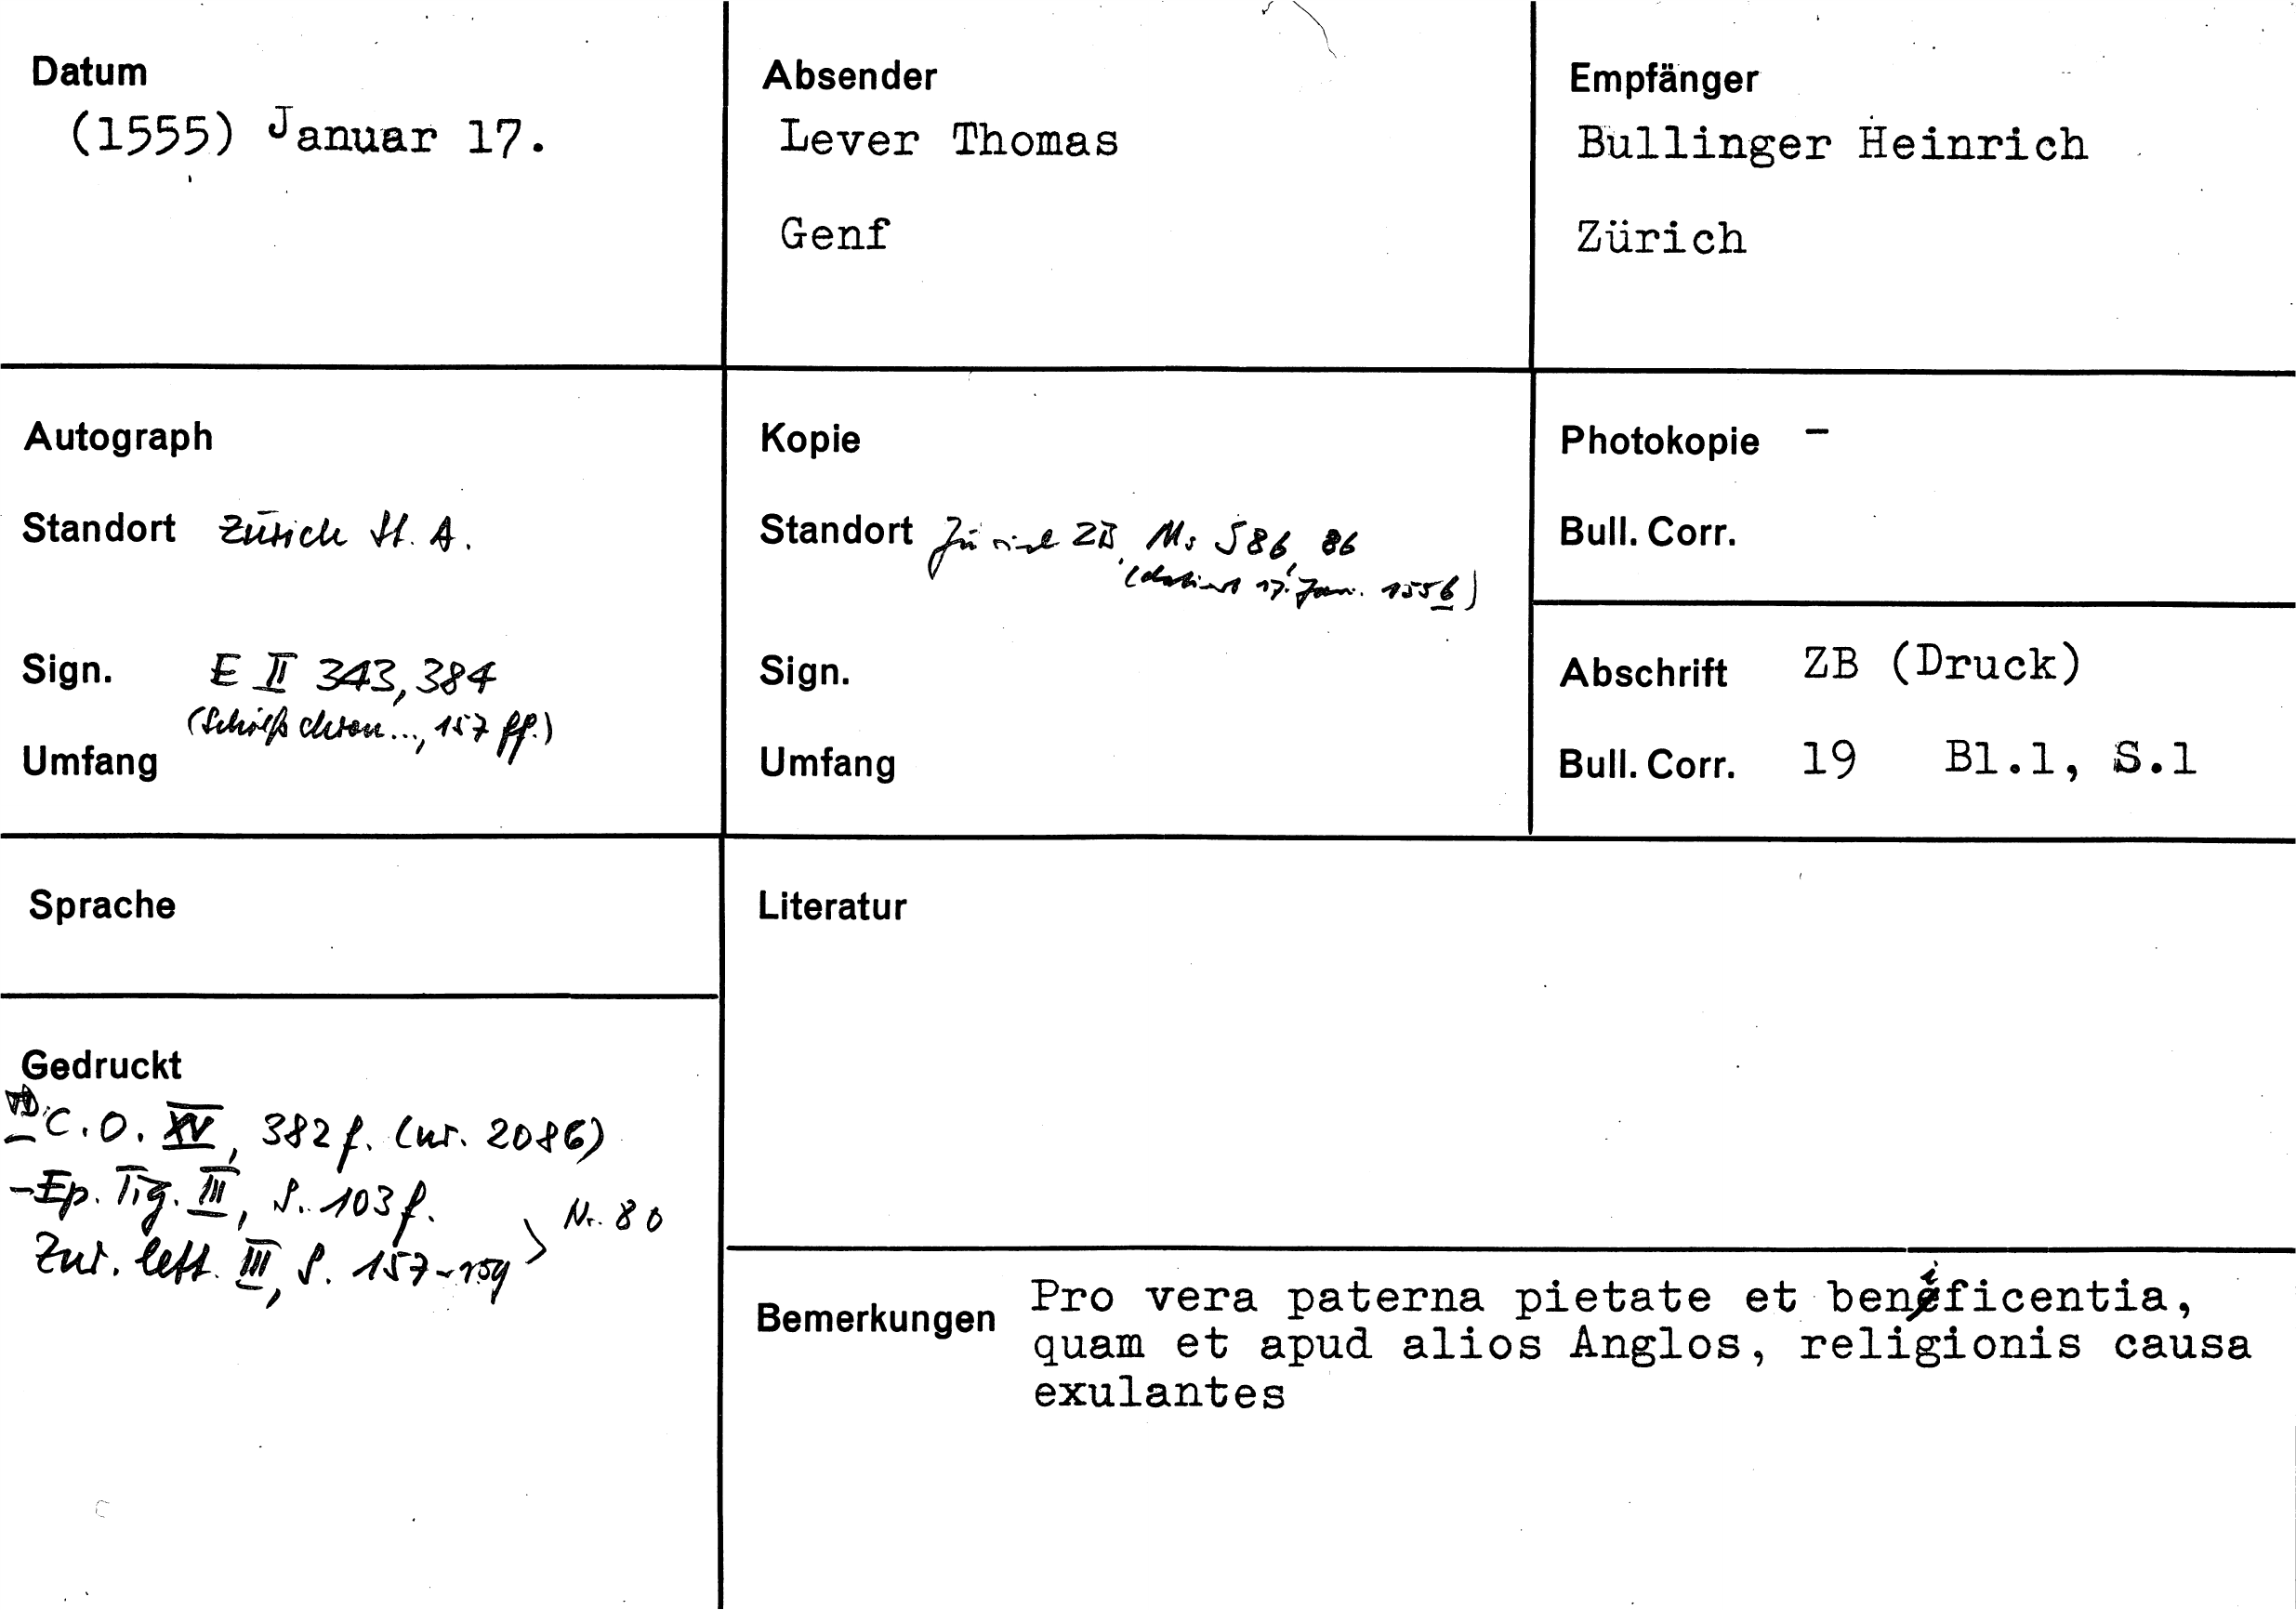 Datum
(1555) Januar 17.
Absender
Lever Thomas
Genf
Empfänger
Bullinger Heinrich
Zürich
Autograph
Standort Zürich St. A.
Sign. E II 343, 384
(Schieß chron..., 157 ff.)
Umfang
Kopie
Standort Zürich ZB, Ms S 86, 86
(datiert 17. Jan. 1556)
Sign.
Umfang
Photokopie –
Bull. Corr.
Abschrift ZB (Druck)
Bull. Corr. 19 Bl.1, S.1
Sprache
Literatur
Gedruckt
– C. O. XV, 382 f. (nr. 2086)
– Ep. Tig. III, S. 103 f.
Zur. lett. III, S. 157-159
> Nr. 80
Bemerkungen
Pro vera paterna pietate et benificentia,
quam et apud alios Anglos, religionis causa
exulantes